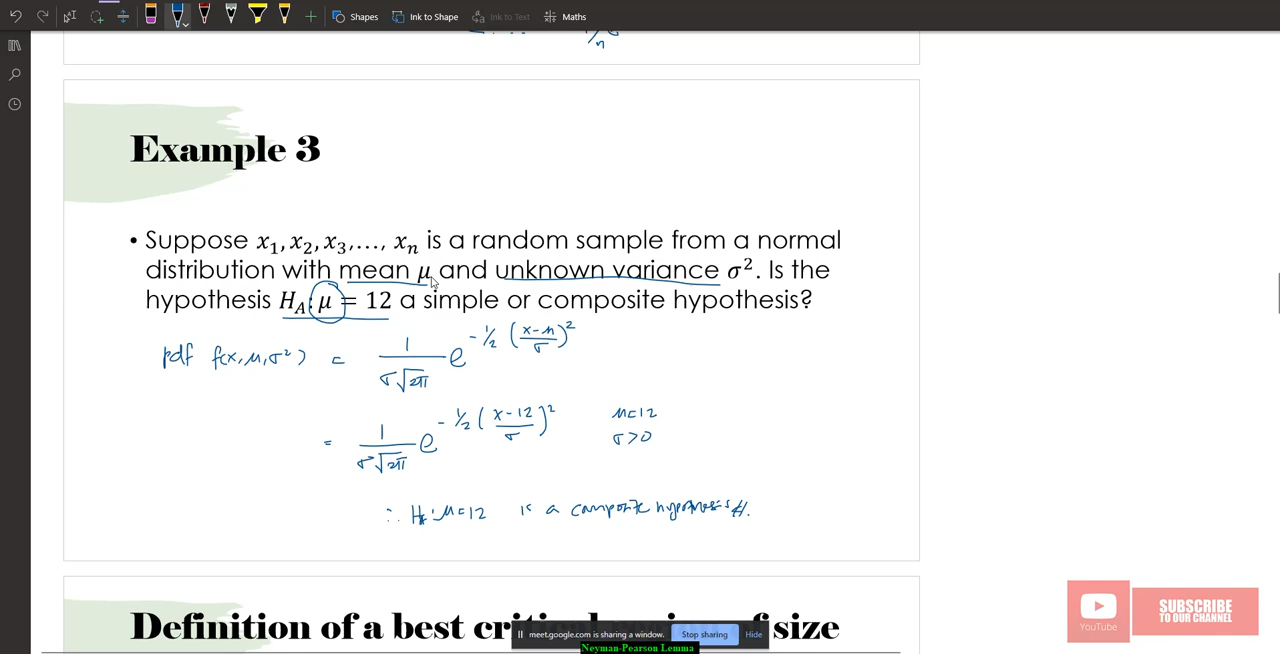 Shapes Ink to Shape Ink to Text Maths
Example 3
• Suppose x₁, x₂, x₃, …, xₙ is a random sample from a normal
distribution with mean μ and unknown variance σ². Is the
hypothesis H_A: μ = 12 a simple or composite hypothesis?
pdf f(x, μ, σ²) = 1/(σ√2π) e^(-1/2 ((x-μ)/σ)²)
= 1/(σ√2π) e^(-1/2 ((x-12)/σ)²) μ=12
σ>0
∴ H_A: μ=12 is a composite hypothesis
Definition of a best critical region of size
meet.google.com is sharing a window. Stop sharing Hide
Neyman-Pearson Lemma
YouTube
SUBSCRIBE
TO OUR CHANNEL